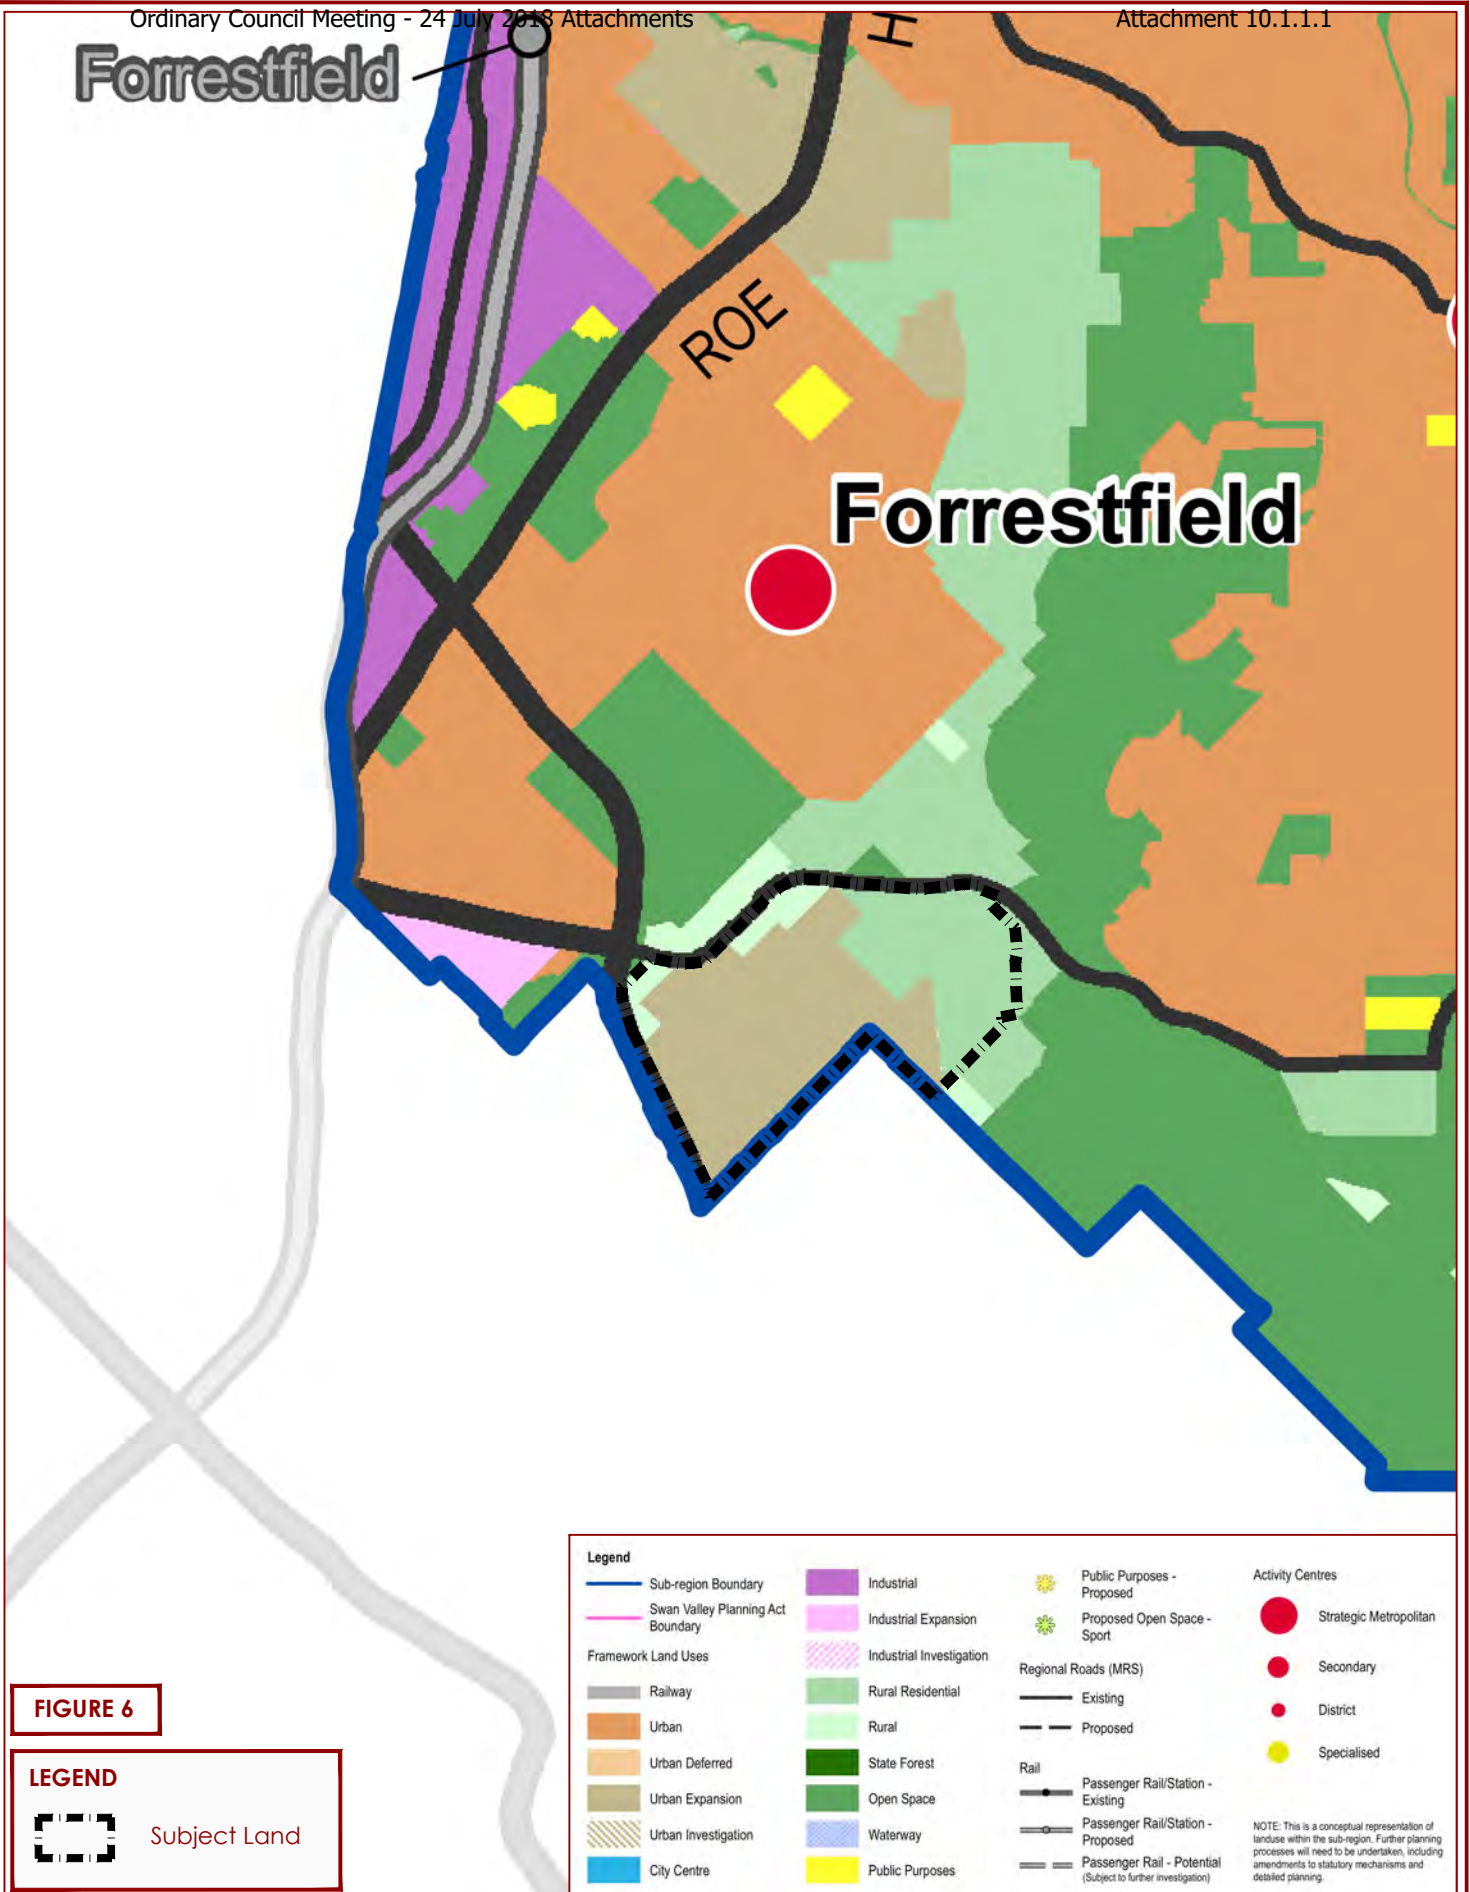 Ordinary Council Meeting - 24 July 2018 Attachments
Attachment 10.1.1.1
Forrestfield
H
ROE
Forrestfield
FIGURE 6
LEGEND
Subject Land
Legend
Sub-region Boundary
Swan Valley Planning Act
Boundary
Framework Land Uses
Railway
Urban
Urban Deferred
Urban Expansion
Urban Investigation
City Centre
Industrial
Industrial Expansion
Industrial Investigation
Rural Residential
Rural
State Forest
Open Space
Waterway
Public Purposes
Public Purposes -
Proposed
Proposed Open Space -
Sport
Regional Roads (MRS)
Existing
Proposed
Rail
Passenger Rail/Station -
Existing
Passenger Rail/Station -
Proposed
Passenger Rail - Potential
(Subject to further investigation)
Activity Centres
Strategic Metropolitan
Secondary
District
Specialised
NOTE: This is a conceptual representation of
landuse within the sub-region. Further planning
processes will need to be undertaken, including
amendments to statutory mechanisms and
detailed planning.